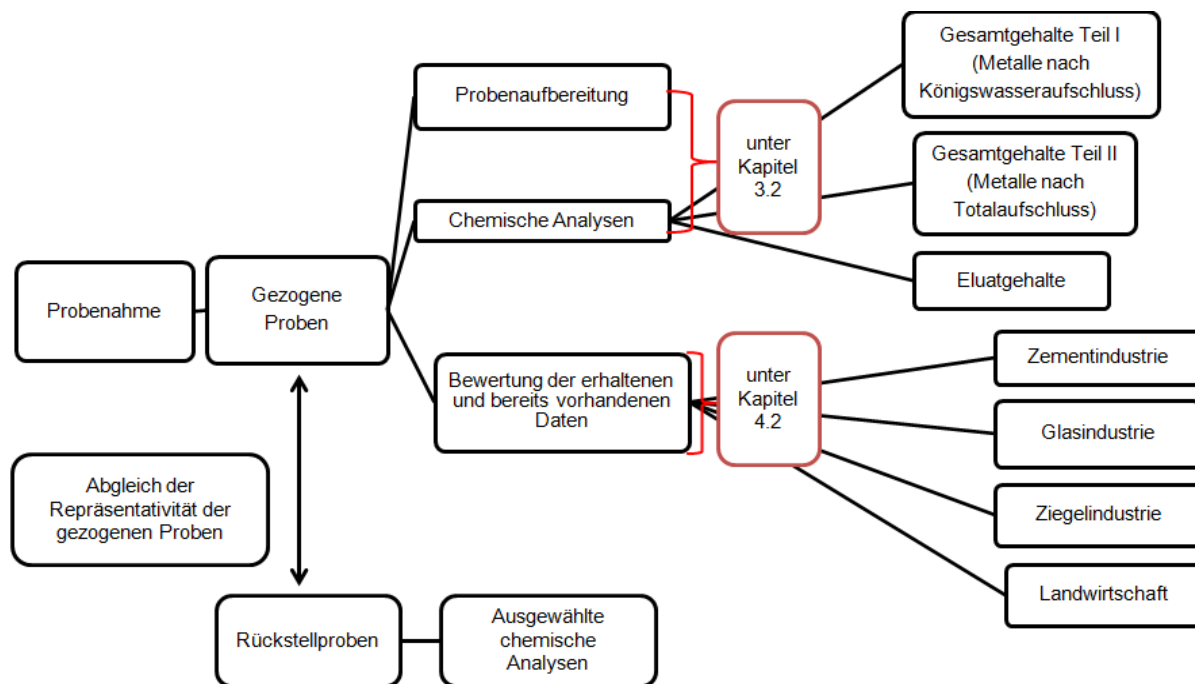 Probenahme
Gezogene
Proben
Probenaufbereitung
Chemische Analysen
Bewertung der erhaltenen
und bereits vorhandenen
Daten
unter
Kapitel
3.2
unter
Kapitel
4.2
Gesamtgehalte Teil I
(Metalle nach
Königswasseraufschluss)
Gesamtgehalte Teil II
(Metalle nach
Totalaufschluss)
Eluatgehalte
Zementindustrie
Glasindustrie
Ziegelindustrie
Landwirtschaft
Abgleich der
Repräsentativität der
gezogenen Proben
Rückstellproben
Ausgewählte
chemische
Analysen